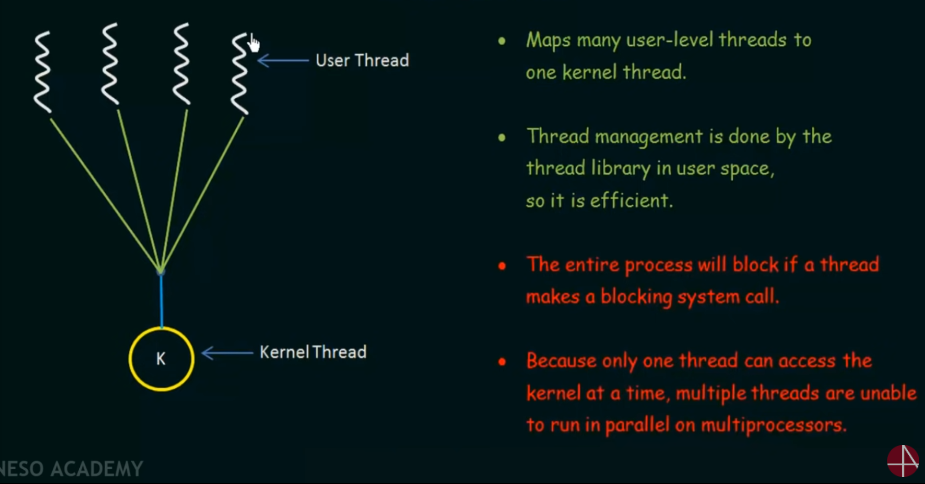 User Thread
Kernel Thread
K
• Maps many user-level threads to
one kernel thread.
• Thread management is done by the
thread library in user space,
so it is efficient.
• The entire process will block if a thread
makes a blocking system call.
• Because only one thread can access the
kernel at a time, multiple threads are unable
to run in parallel on multiprocessors.
NESO ACADEMY